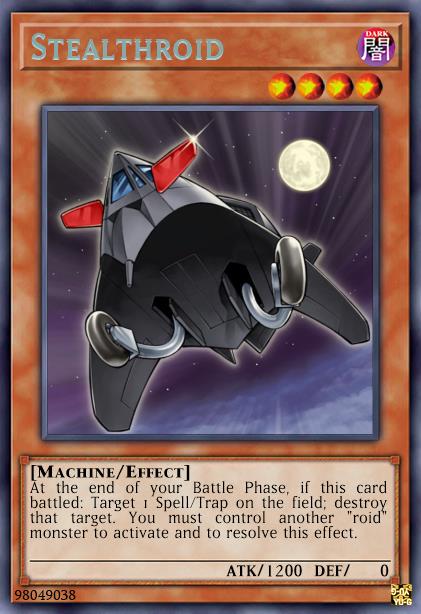 Stealthroid
DARK
闇
[Machine/Effect]
At the end of your Battle Phase, if this card
battled: Target 1 Spell/Trap on the field; destroy
that target. You must control another "roid"
monster to activate and to resolve this effect.
ATK/1200 DEF/ 0
98049038